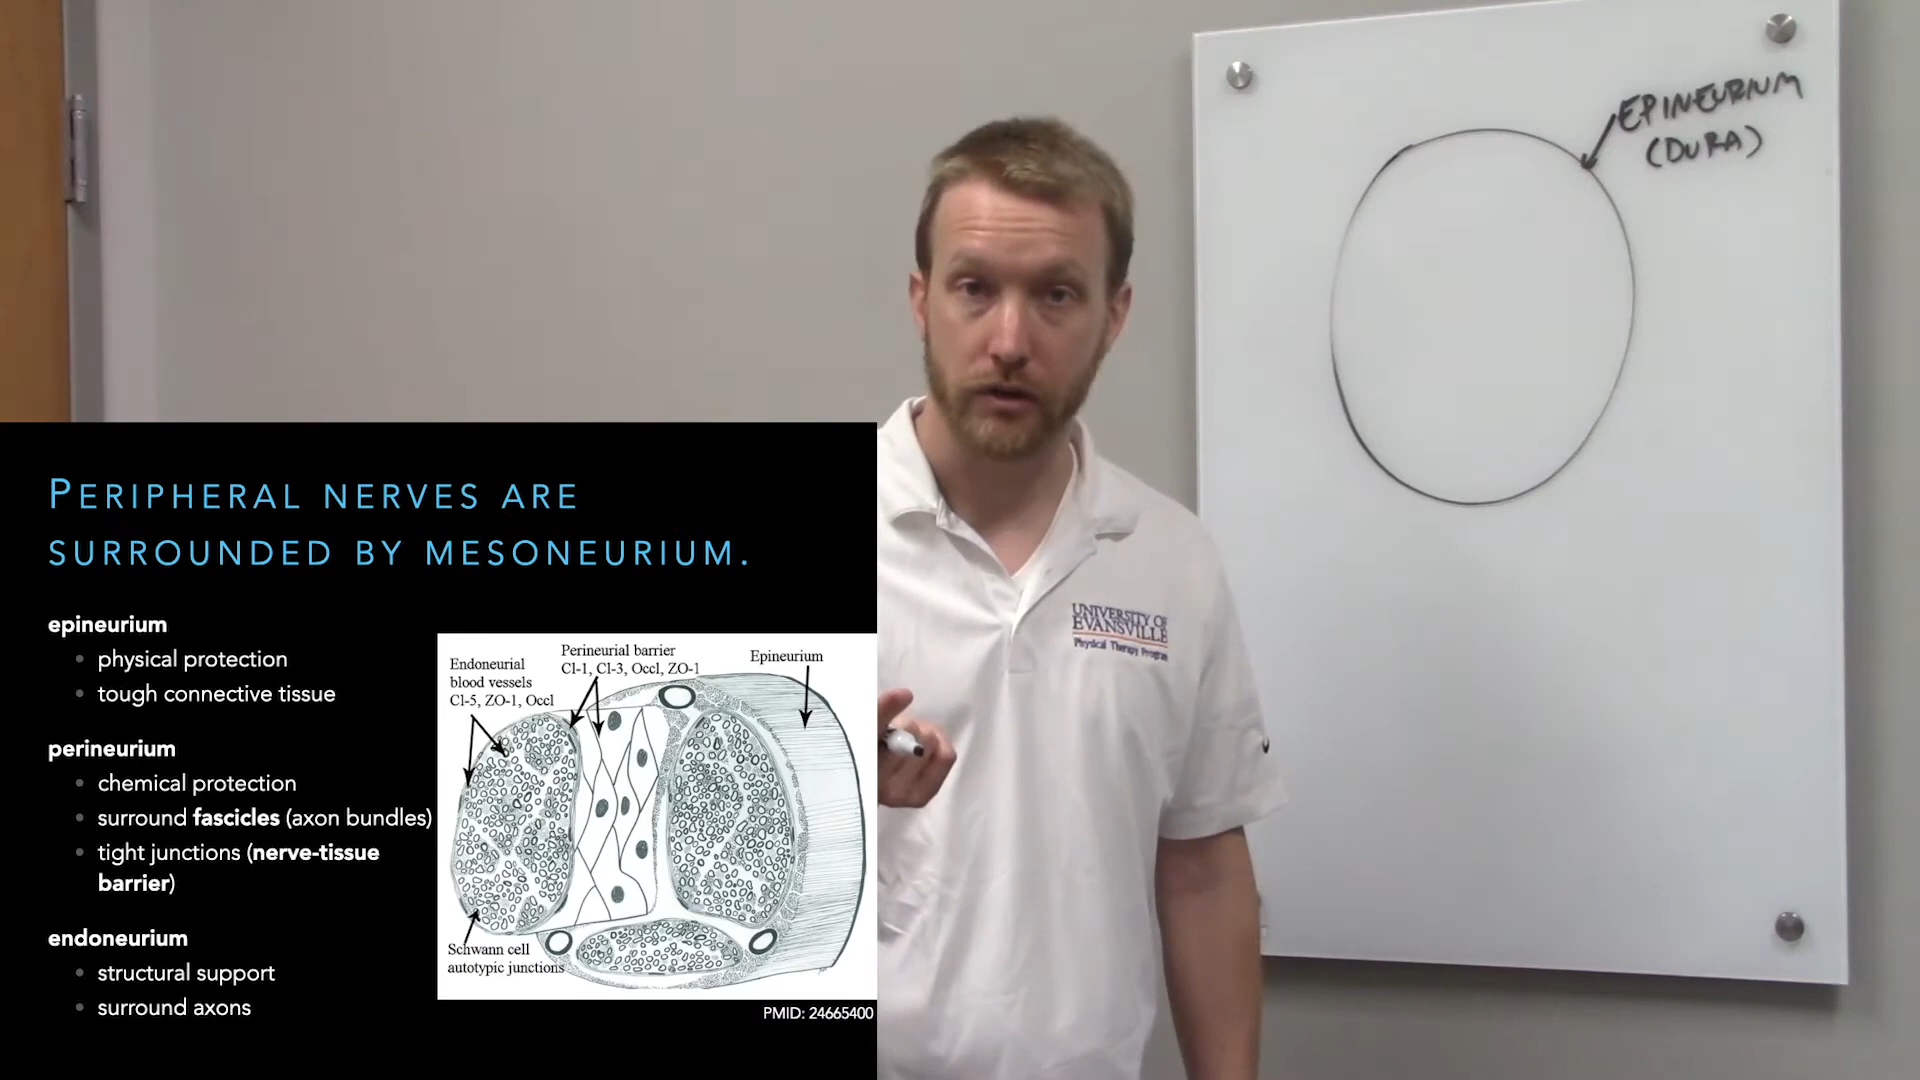 EPINEURIUM
(DURA)
PERIPHERAL NERVES ARE
SURROUNDED BY MESONEURIUM.
epineurium
• physical protection
• tough connective tissue
perineurium
• chemical protection
• surround fascicles (axon bundles)
• tight junctions (nerve-tissue
barrier)
endoneurium
• structural support
• surround axons
Endoneurial
blood vessels
Cl-5, ZO-1, Occl
Perineurial barrier
Cl-1, Cl-3, Occl, ZO-1
Epineurium
Schwann cell
autotypic junctions
PMID: 24665400
UNIVERSITY OF
EVANSVILLE
Physical Therapy Program